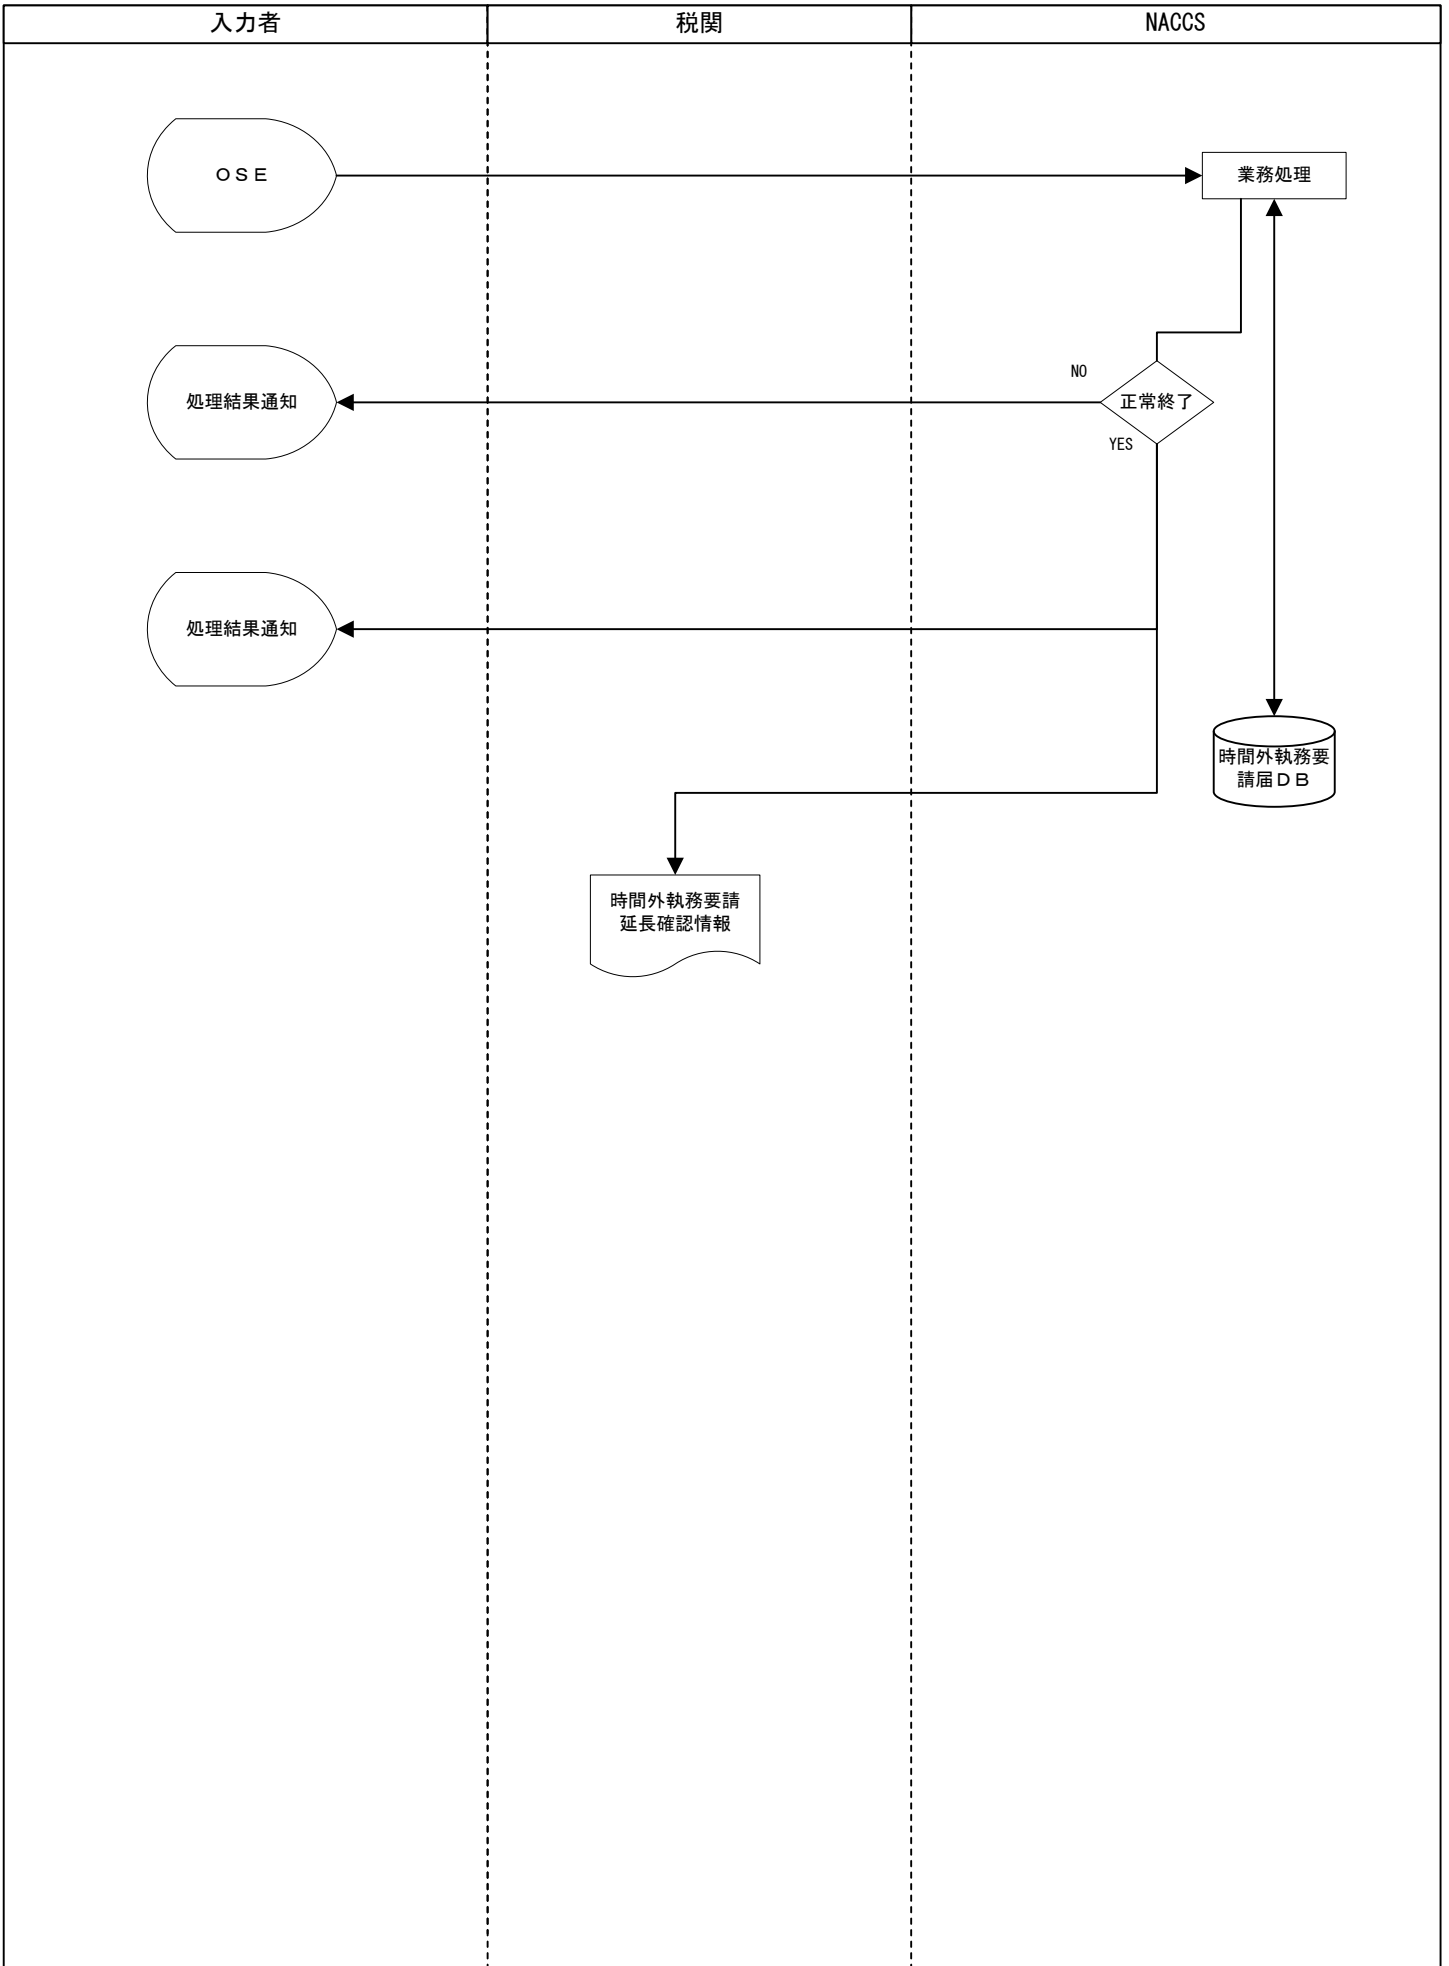 入力者
税関
NACCS
ＯＳＥ
業務処理
処理結果通知
NO
正常終了
YES
処理結果通知
時間外執務要
請届ＤＢ
時間外執務要請
延長確認情報